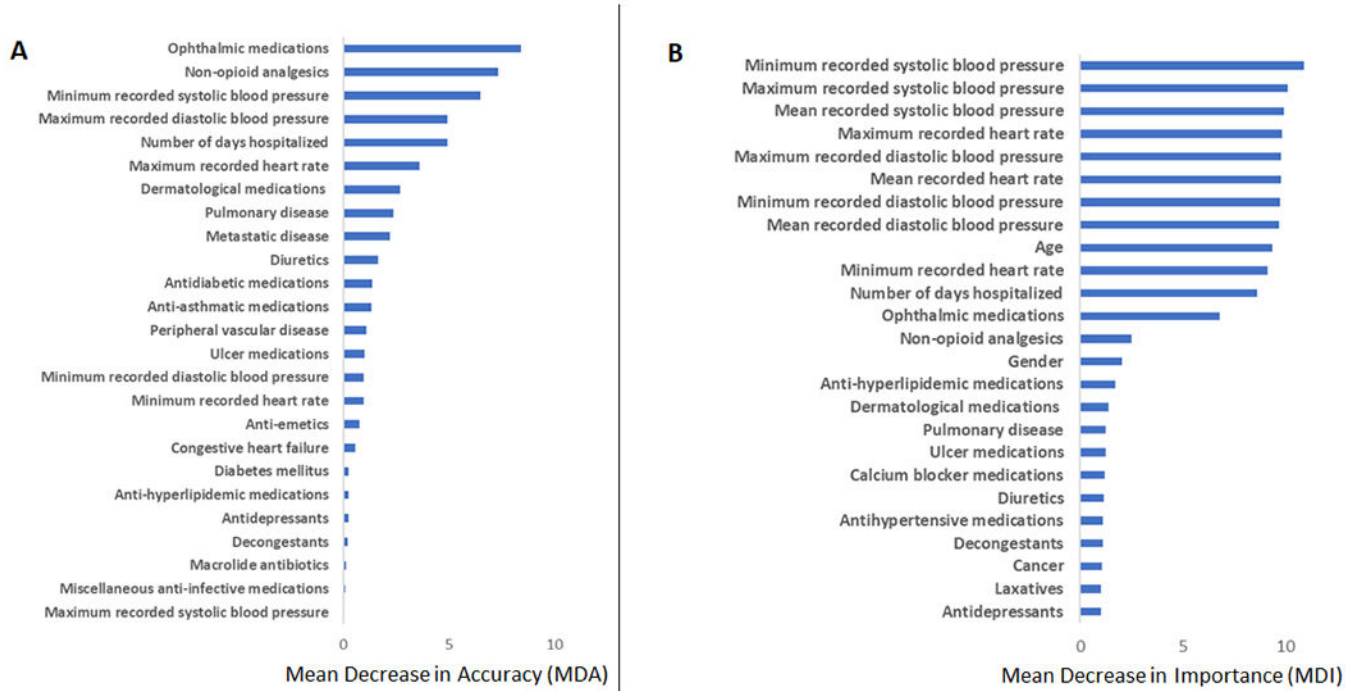 A
Ophthalmic medications
Non-opioid analgesics
Minimum recorded systolic blood pressure
Maximum recorded diastolic blood pressure
Number of days hospitalized
Maximum recorded heart rate
Dermatological medications
Pulmonary disease
Metastatic disease
Diuretics
Antidiabetic medications
Anti-asthmatic medications
Peripheral vascular disease
Ulcer medications
Minimum recorded diastolic blood pressure
Minimum recorded heart rate
Anti-emetics
Congestive heart failure
Diabetes mellitus
Anti-hyperlipidemic medications
Antidepressants
Decongestants
Macrolide antibiotics
Miscellaneous anti-infective medications
Maximum recorded systolic blood pressure
0 5 10
Mean Decrease in Accuracy (MDA)
B
Minimum recorded systolic blood pressure
Maximum recorded systolic blood pressure
Mean recorded systolic blood pressure
Maximum recorded heart rate
Maximum recorded diastolic blood pressure
Mean recorded heart rate
Minimum recorded diastolic blood pressure
Mean recorded diastolic blood pressure
Age
Minimum recorded heart rate
Number of days hospitalized
Ophthalmic medications
Non-opioid analgesics
Gender
Anti-hyperlipidemic medications
Dermatological medications
Pulmonary disease
Ulcer medications
Calcium blocker medications
Diuretics
Antihypertensive medications
Decongestants
Cancer
Laxatives
Antidepressants
0 5 10
Mean Decrease in Importance (MDI)